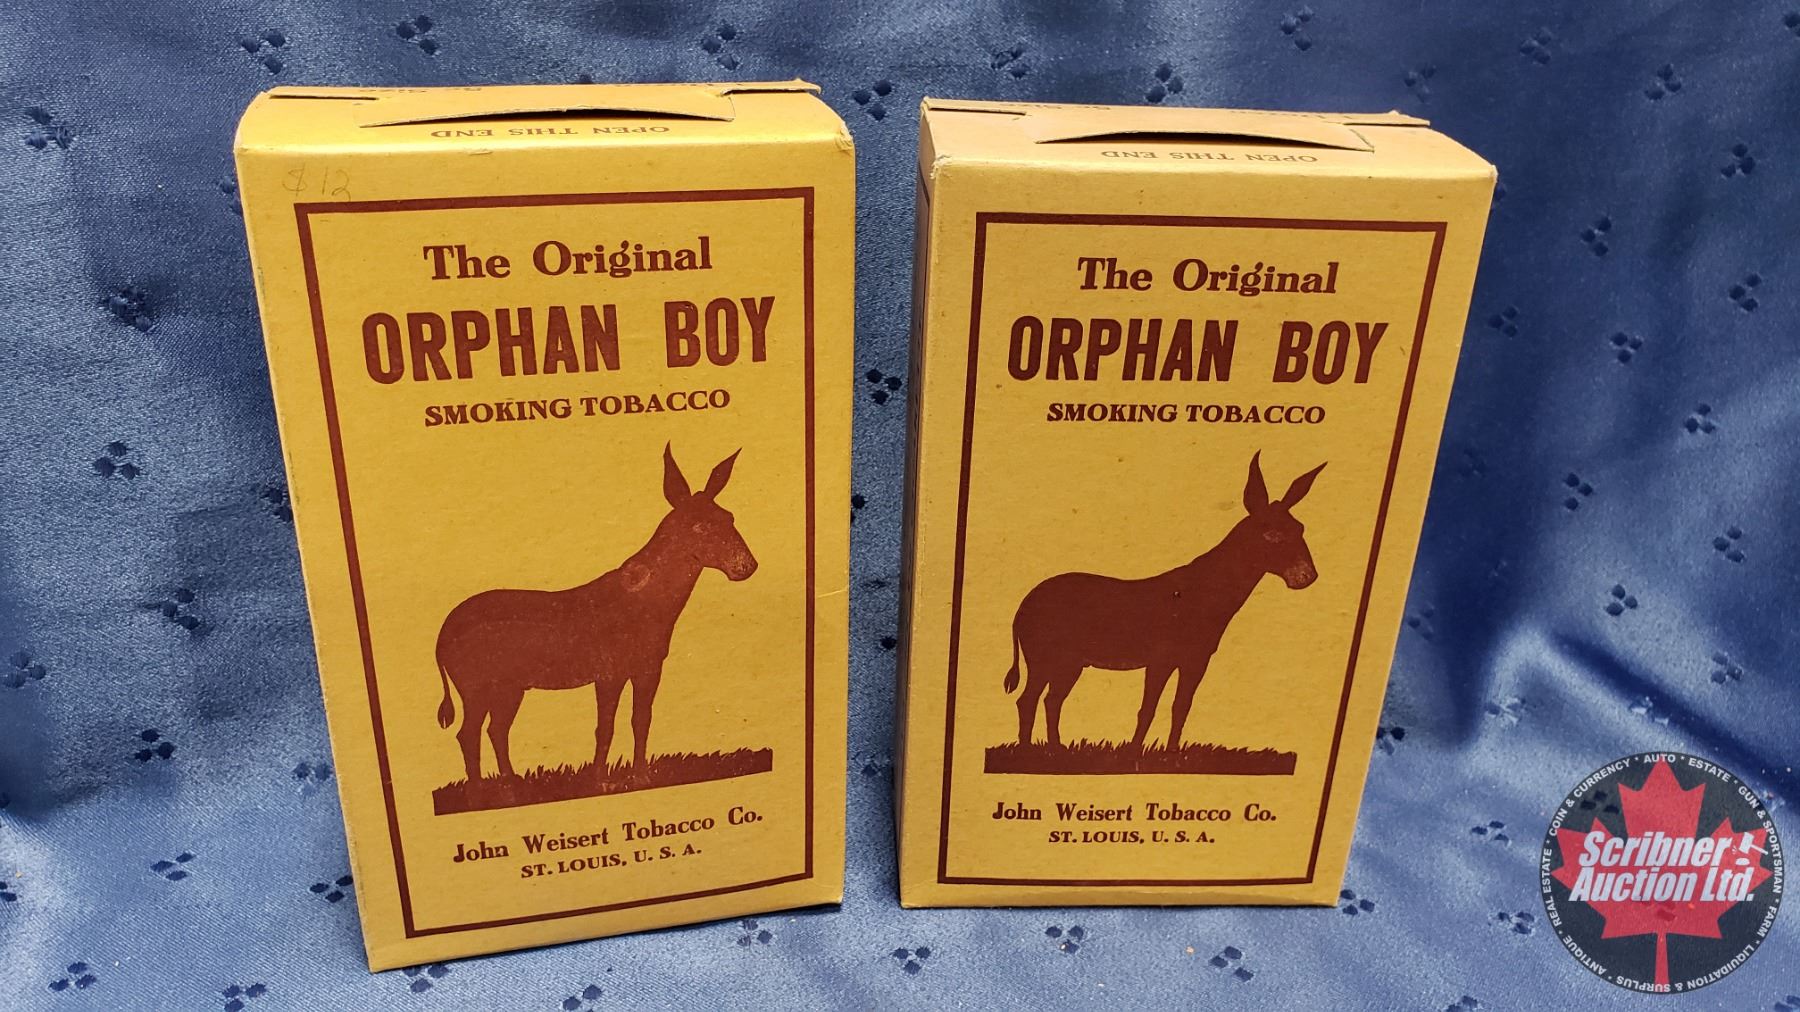 OPEN THIS END
$12
The Original
ORPHAN BOY
SMOKING TOBACCO
John Weisert Tobacco Co.
ST. LOUIS, U. S. A.
OPEN THIS END
The Original
ORPHAN BOY
SMOKING TOBACCO
John Weisert Tobacco Co.
ST. LOUIS, U. S. A.
Scribner
Auction Ltd.
REAL ESTATE • COIN & CURRENCY • AUTO • ESTATE • GUN & SPORTSMAN • FARM • LIQUIDATION & SURPLUS • ANTIQUE •